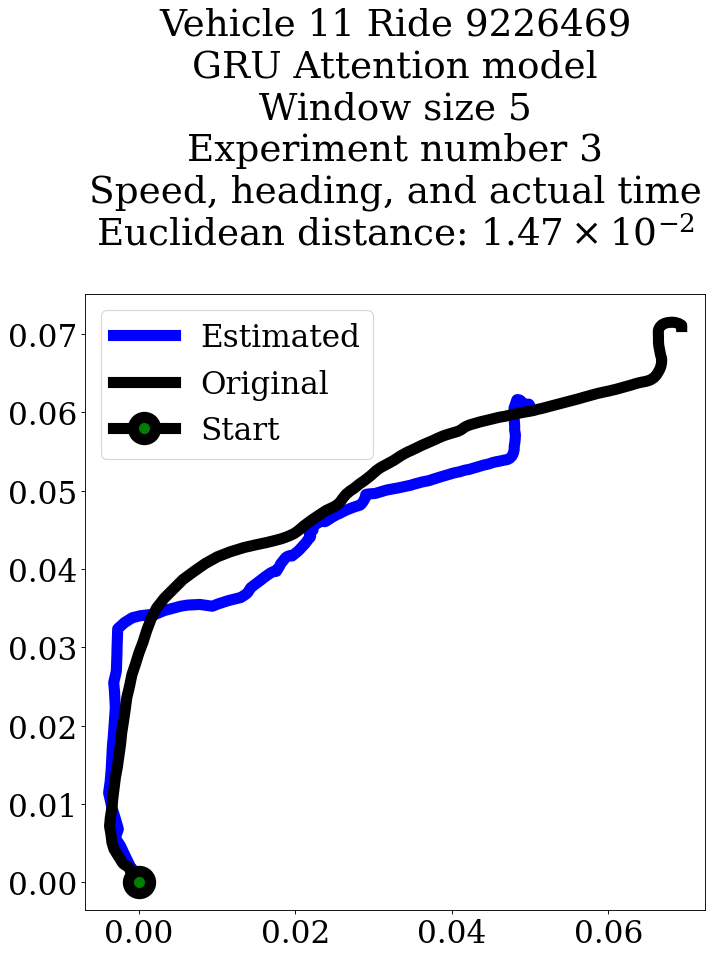 Vehicle 11 Ride 9226469
GRU Attention model
Window size 5
Experiment number 3
Speed, heading, and actual time
Euclidean distance: 1.47 × 10⁻²
Estimated
Original
Start
0.07
0.06
0.05
0.04
0.03
0.02
0.01
0.00
0.00 0.02 0.04 0.06